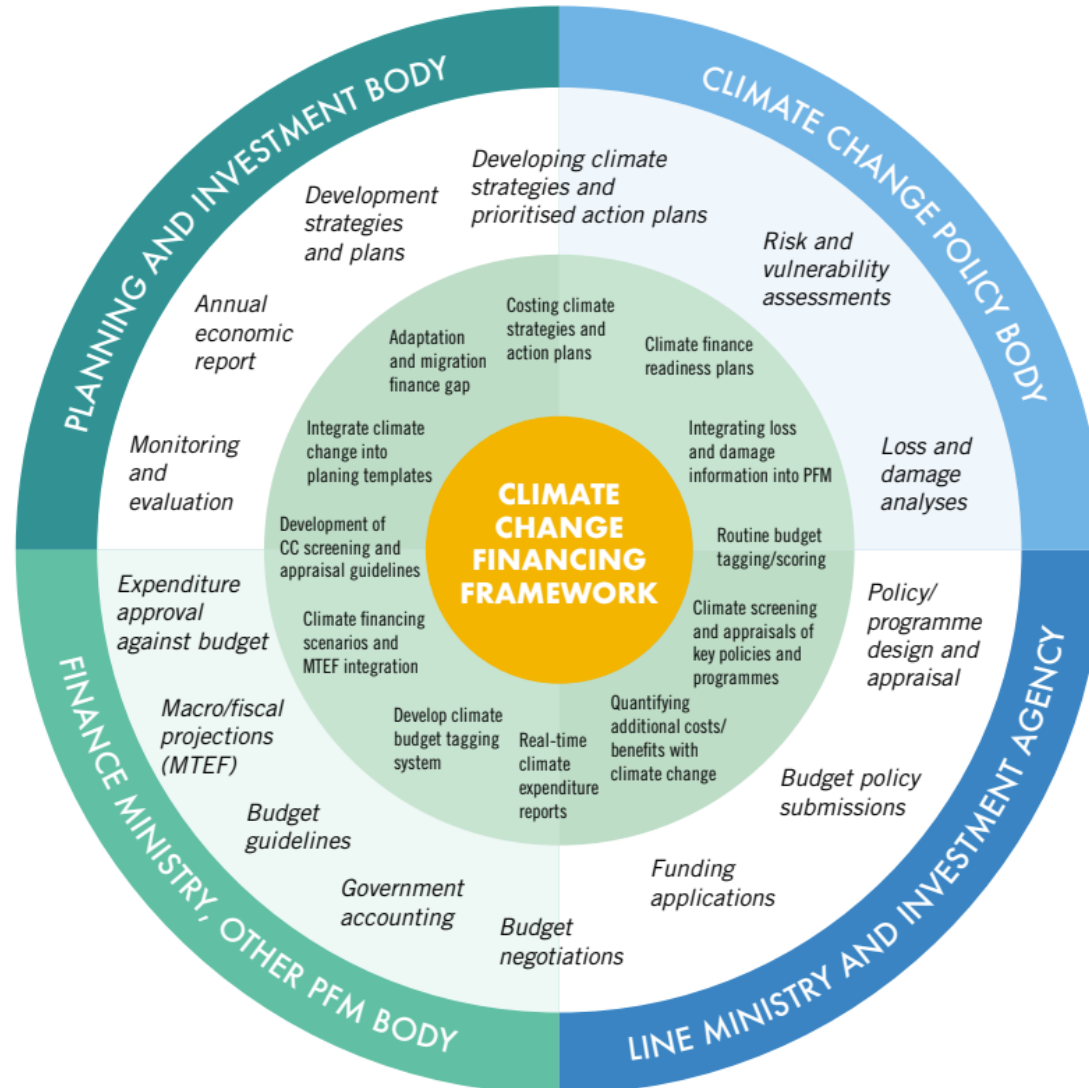 PLANNING AND INVESTMENT BODY
CLIMATE CHANGE POLICY BODY
LINE MINISTRY AND INVESTMENT AGENCY
FINANCE MINISTRY, OTHER PFM BODY
Developing climate
strategies and
prioritised action plans
Development
strategies
and plans
Risk and
vulnerability
assessments
Annual
economic
report
Monitoring
and
evaluation
Loss and
damage
analyses
Expenditure
approval
against budget
Policy/
programme
design and
appraisal
Macro/fiscal
projections
(MTEF)
Budget policy
submissions
Budget
guidelines
Funding
applications
Government
accounting
Budget
negotiations
Costing climate
strategies and
action plans
Adaptation
and migration
finance gap
Climate finance
readiness plans
Integrate climate
change into
planing templates
Integrating loss
and damage
information into PFM
Development of
CC screening and
appraisal guidelines
Routine budget
tagging/scoring
Climate financing
scenarios and
MTEF integration
Climate screening
and appraisals of
key policies and
programmes
Develop climate
budget tagging
system
Real-time
climate
expenditure
reports
Quantifying
additional costs/
benefits with
climate change
CLIMATE
CHANGE
FINANCING
FRAMEWORK